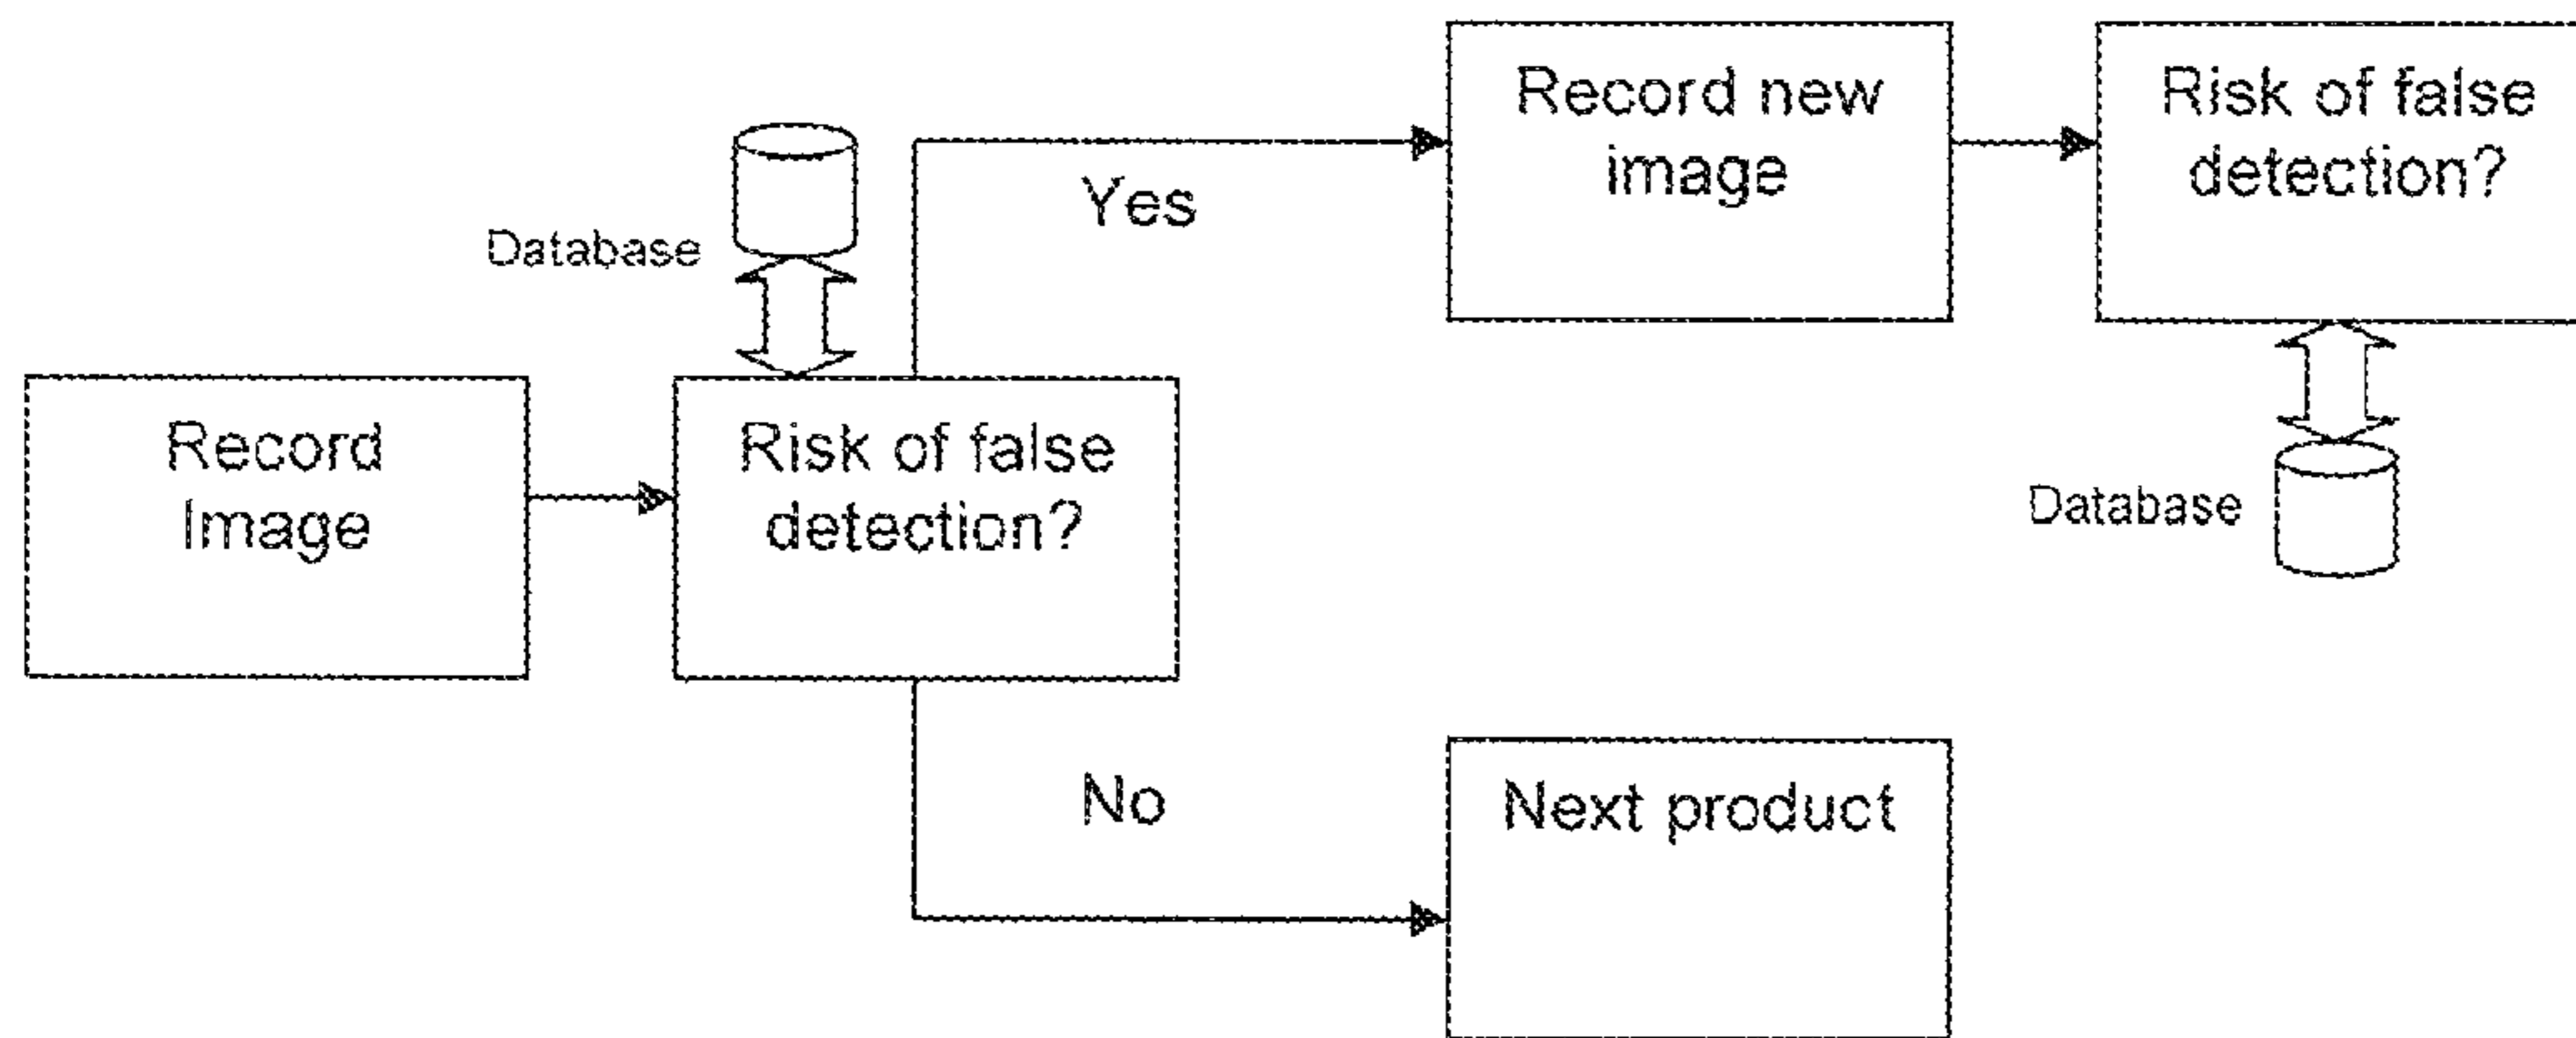 Record
Image
Database
Risk of false
detection?
Yes
Record new
image
Risk of false
detection?
Database
No
Next product